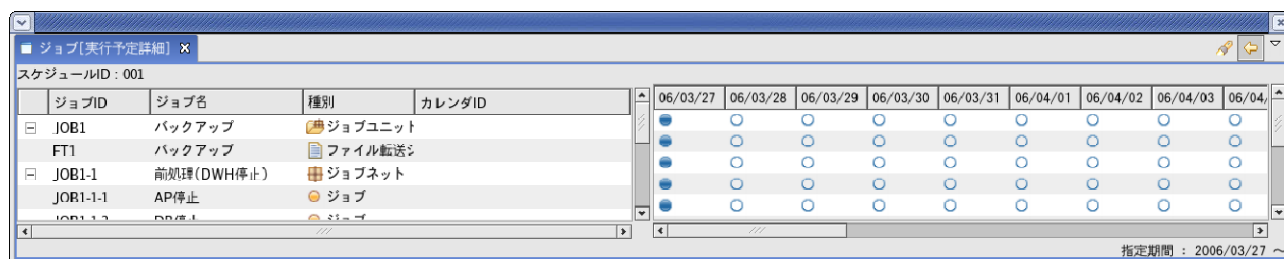 ジョブ[実行予定詳細]
スケジュールID : 001
ジョブID ジョブ名 種別 カレンダID 06/03/27 06/03/28 06/03/29 06/03/30 06/03/31 06/04/01 06/04/02 06/04/03 06/04/
JOB1 バックアップ ジョブユニット
FT1 バックアップ ファイル転送ジ
JOB1-1 前処理(DWH停止) ジョブネット
JOB1-1-1 AP停止 ジョブ
指定期間 : 2006/03/27 ～